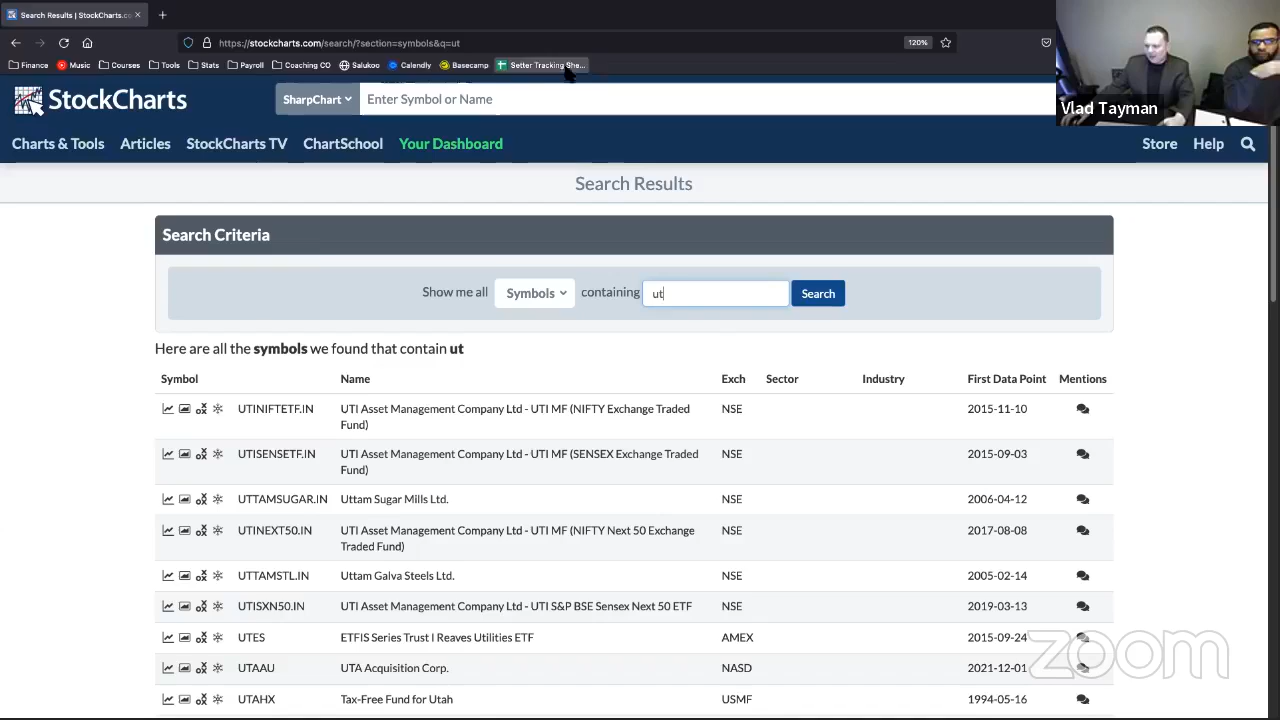 Search Results | StockCharts.co
https://stockcharts.com/search/?section=symbols&q=ut
120%
Finance Music Courses Tools Stats Payroll Coaching CO Salukoo Calendly Basecamp Setter Tracking She...
StockCharts
SharpChart
Enter Symbol or Name
Vlad Tayman
Charts & Tools Articles StockCharts TV ChartSchool Your Dashboard Store Help
Search Results
Search Criteria
Show me all Symbols containing ut Search
Here are all the symbols we found that contain ut
Symbol Name Exch Sector Industry First Data Point Mentions
UTINIFTETF.IN UTI Asset Management Company Ltd - UTI MF (NIFTY Exchange Traded NSE 2015-11-10
Fund)
UTISENSETF.IN UTI Asset Management Company Ltd - UTI MF (SENSEX Exchange Traded NSE 2015-09-03
Fund)
UTTAMSUGAR.IN Uttam Sugar Mills Ltd. NSE 2006-04-12
UTINEXT50.IN UTI Asset Management Company Ltd - UTI MF (NIFTY Next 50 Exchange NSE 2017-08-08
Traded Fund)
UTTAMSTL.IN Uttam Galva Steels Ltd. NSE 2005-02-14
UTISXN50.IN UTI Asset Management Company Ltd - UTI S&P BSE Sensex Next 50 ETF NSE 2019-03-13
UTES ETFIS Series Trust I Reaves Utilities ETF AMEX 2015-09-24
UTAAU UTA Acquisition Corp. NASD 2021-12-01
zoom
UTAHX Tax-Free Fund for Utah USMF 1994-05-16